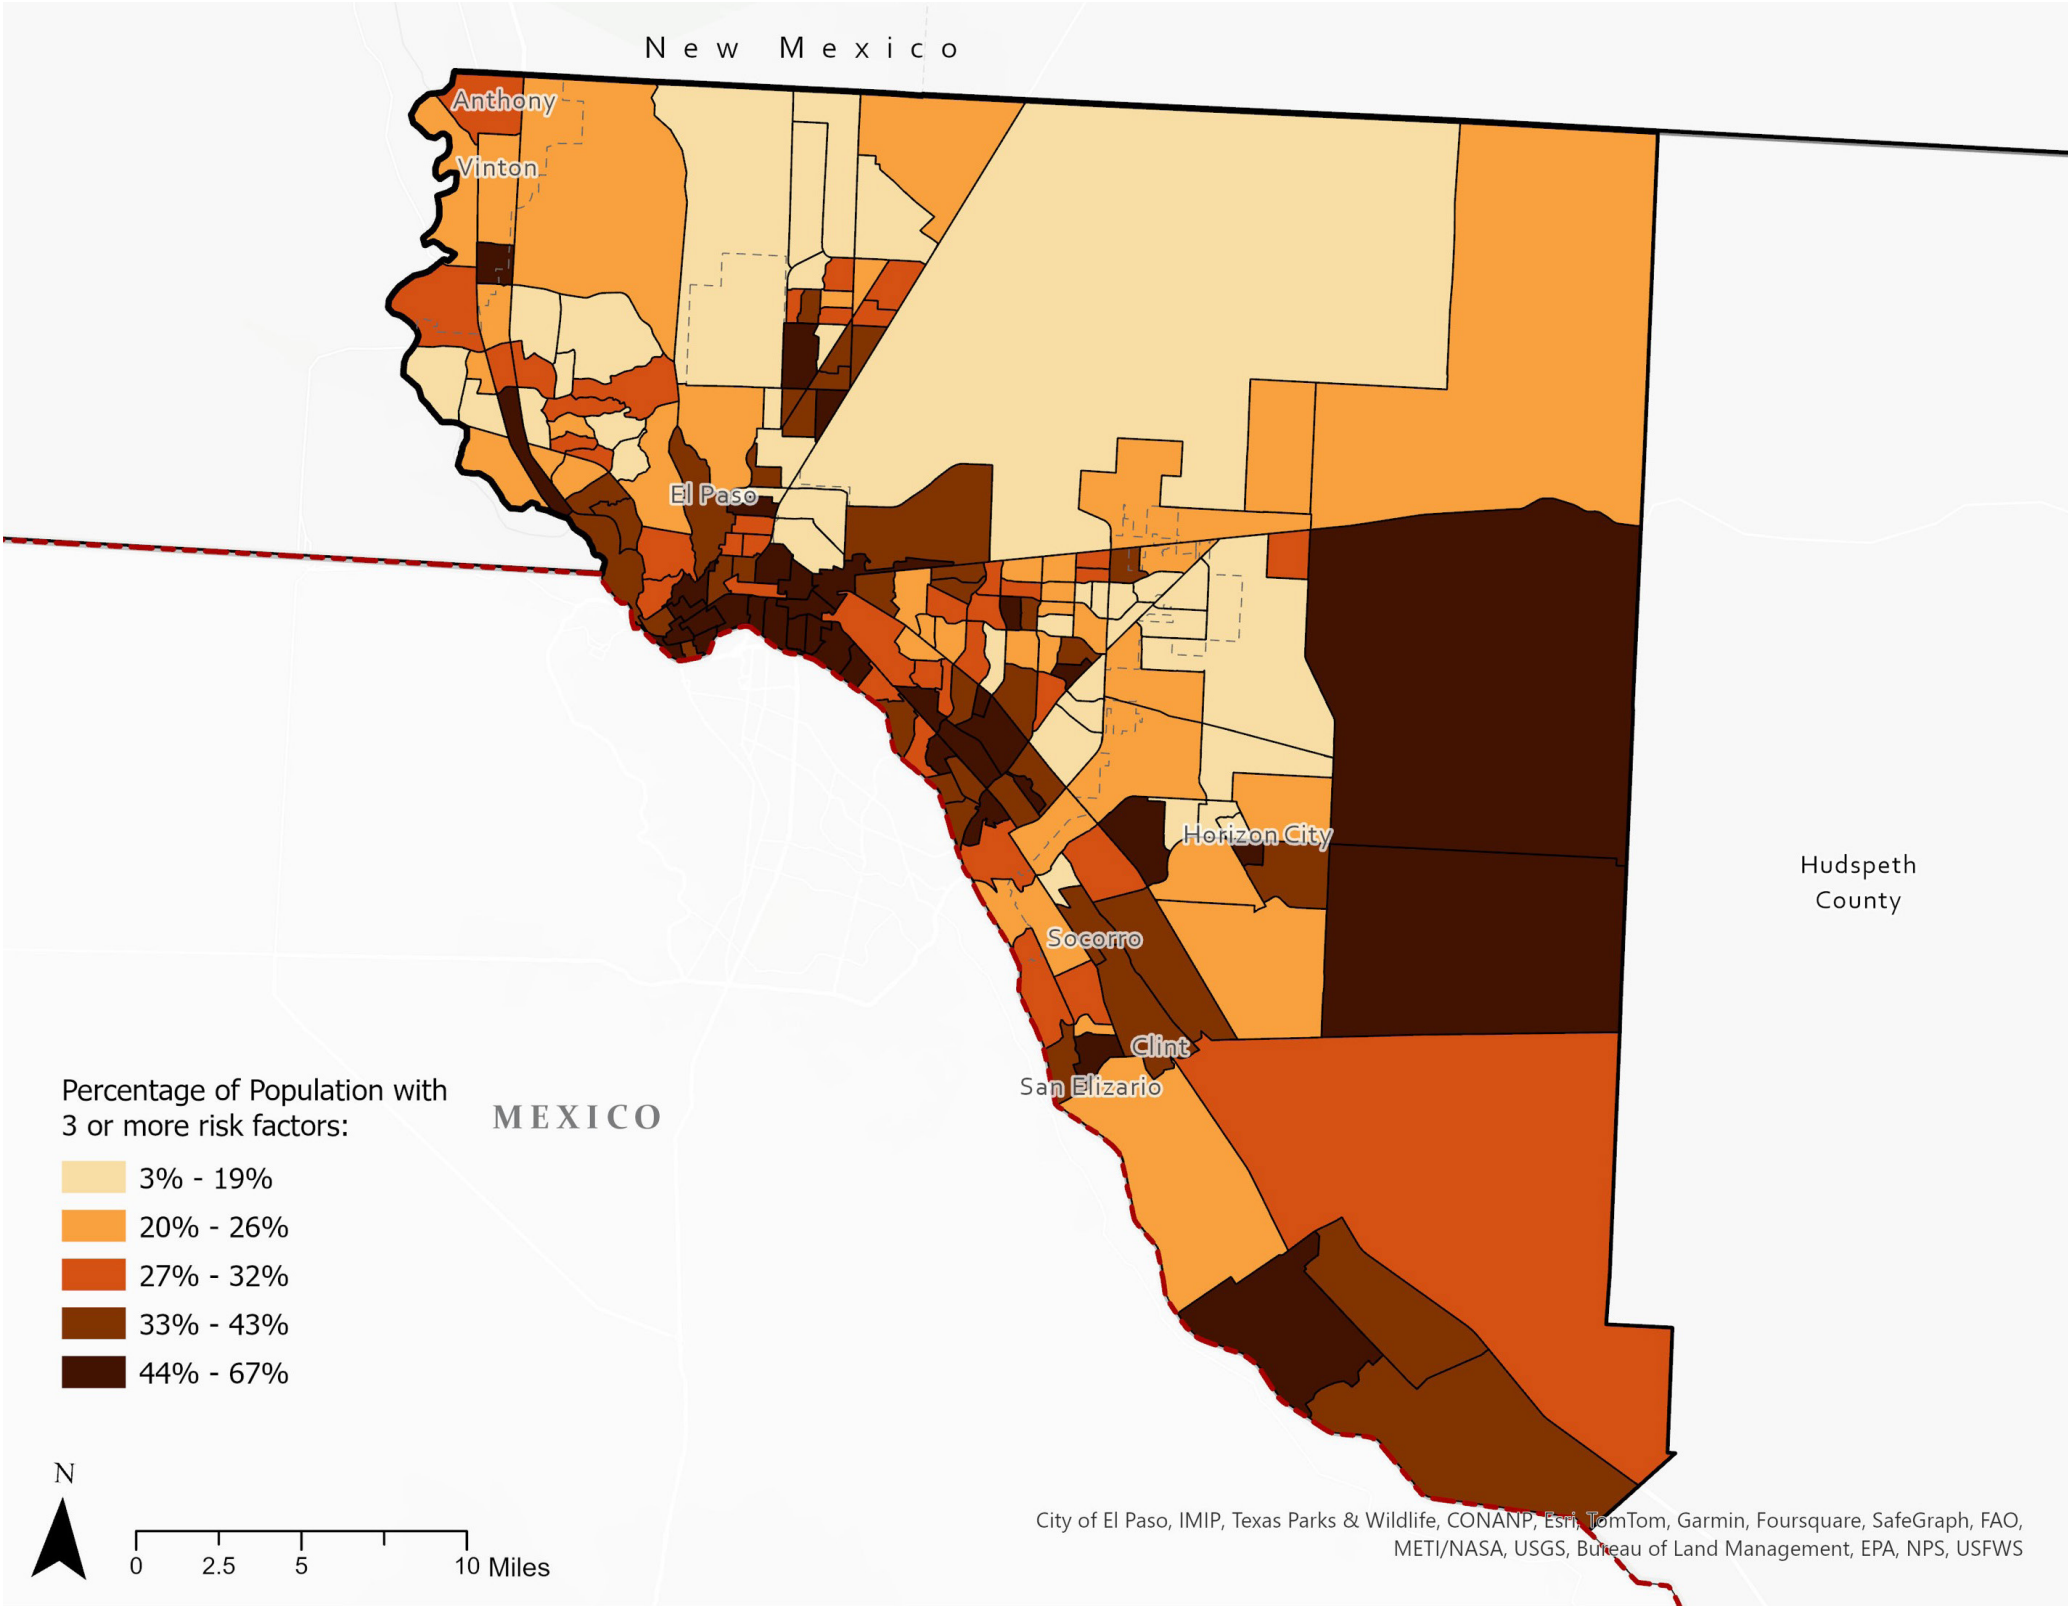 New Mexico
Anthony
Vinton
El Paso
Horizon City
Hudspeth
County
Socorro
Clint
San Elizario
MEXICO
Percentage of Population with
3 or more risk factors:
3% - 19%
20% - 26%
27% - 32%
33% - 43%
44% - 67%
N
0 2.5 5 10 Miles
City of El Paso, IMIP, Texas Parks & Wildlife, CONANP, Esri, TomTom, Garmin, Foursquare, SafeGraph, FAO,
METI/NASA, USGS, Bureau of Land Management, EPA, NPS, USFWS